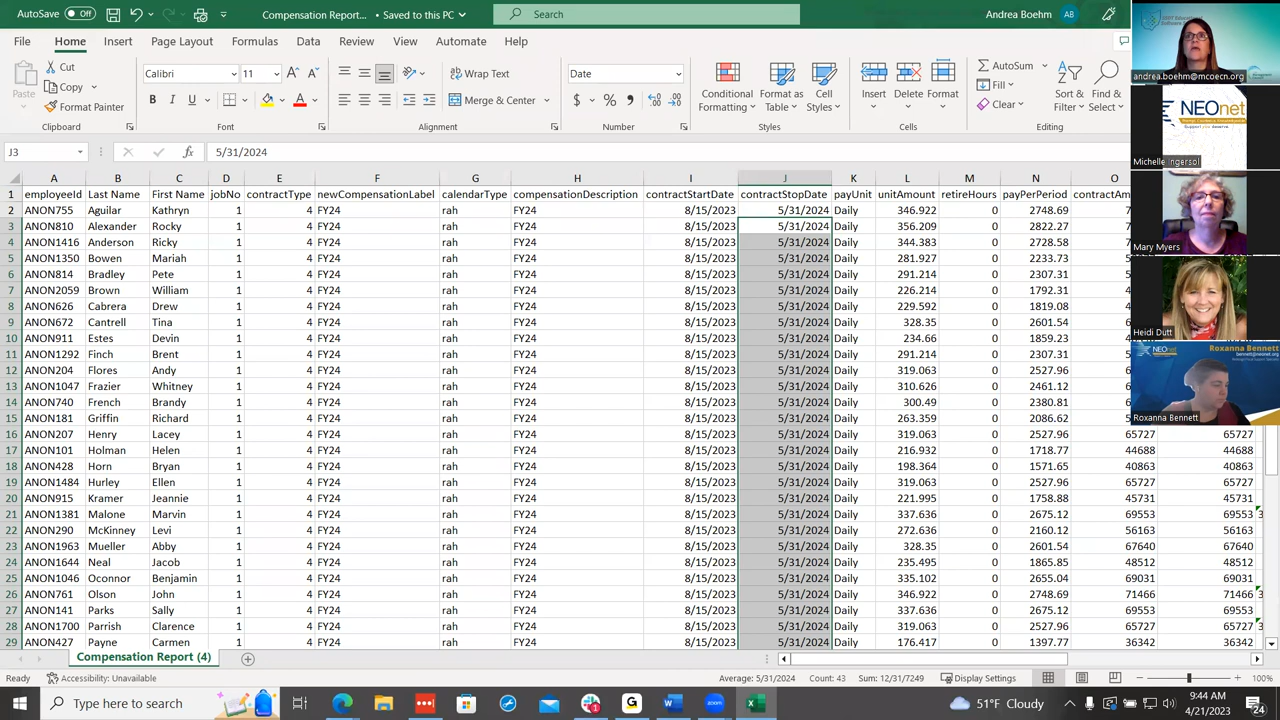 AutoSave Off Compensation Report... • Saved to this PC Search Andrea Boehm AB
File Home Insert Page Layout Formulas Data Review View Automate Help
Paste Cut Copy Format Painter Calibri 11 B I U Wrap Text Date $ % Conditional Formatting Format as Table Cell Styles Insert Delete Format AutoSum Fill Clear Sort & Filter Find & Select
Clipboard Font Alignment Number Styles Cells Editing
J3 fx 5/31/2024
A B C D E F G H I J K L M N O
1 employeeId Last Name First Name jobNo contractType newCompensationLabel calendarType compensationDescription contractStartDate contractStopDate payUnit unitAmount retireHours payPerPeriod contractAm
2 ANON755 Aguilar Kathryn 1 4 FY24 rah FY24 8/15/2023 5/31/2024 Daily 346.922 0 2748.69 7
3 ANON810 Alexander Rocky 1 4 FY24 rah FY24 8/15/2023 5/31/2024 Daily 356.209 0 2822.27
4 ANON1416 Anderson Ricky 1 4 FY24 rah FY24 8/15/2023 5/31/2024 Daily 344.383 0 2728.58
5 ANON1350 Bowen Mariah 1 4 FY24 rah FY24 8/15/2023 5/31/2024 Daily 281.927 0 2233.73
6 ANON814 Bradley Pete 1 4 FY24 rah FY24 8/15/2023 5/31/2024 Daily 291.214 0 2307.31
7 ANON2059 Brown William 1 4 FY24 rah FY24 8/15/2023 5/31/2024 Daily 226.214 0 1792.31
8 ANON626 Cabrera Drew 1 4 FY24 rah FY24 8/15/2023 5/31/2024 Daily 229.592 0 1819.08
9 ANON672 Cantrell Tina 1 4 FY24 rah FY24 8/15/2023 5/31/2024 Daily 328.35 0 2601.54
10 ANON911 Estes Devin 1 4 FY24 rah FY24 8/15/2023 5/31/2024 Daily 234.66 0 1859.23
11 ANON1292 Finch Brent 1 4 FY24 rah FY24 8/15/2023 5/31/2024 Daily 291.214 0 2307.31
12 ANON204 Flores Andy 1 4 FY24 rah FY24 8/15/2023 5/31/2024 Daily 319.063 0 2527.96
13 ANON1047 Frazier Whitney 1 4 FY24 rah FY24 8/15/2023 5/31/2024 Daily 310.626 0 2461.12
14 ANON740 French Brandy 1 4 FY24 rah FY24 8/15/2023 5/31/2024 Daily 300.49 0 2380.81
15 ANON181 Griffin Richard 1 4 FY24 rah FY24 8/15/2023 5/31/2024 Daily 263.359 0 2086.62
16 ANON207 Henry Lacey 1 4 FY24 rah FY24 8/15/2023 5/31/2024 Daily 319.063 0 2527.96 65727 65727
17 ANON101 Holman Helen 1 4 FY24 rah FY24 8/15/2023 5/31/2024 Daily 216.932 0 1718.77 44688 44688
18 ANON428 Horn Bryan 1 4 FY24 rah FY24 8/15/2023 5/31/2024 Daily 198.364 0 1571.65 40863 40863
19 ANON1484 Hurley Ellen 1 4 FY24 rah FY24 8/15/2023 5/31/2024 Daily 319.063 0 2527.96 65727 65727
20 ANON915 Kramer Jeannie 1 4 FY24 rah FY24 8/15/2023 5/31/2024 Daily 221.995 0 1758.88 45731 45731
21 ANON1381 Malone Marvin 1 4 FY24 rah FY24 8/15/2023 5/31/2024 Daily 337.636 0 2675.12 69553 69553 3
22 ANON290 McKinney Levi 1 4 FY24 rah FY24 8/15/2023 5/31/2024 Daily 272.636 0 2160.12 56163 56163
23 ANON1963 Mueller Abby 1 4 FY24 rah FY24 8/15/2023 5/31/2024 Daily 328.35 0 2601.54 67640 67640
24 ANON1644 Neal Jacob 1 4 FY24 rah FY24 8/15/2023 5/31/2024 Daily 235.495 0 1865.85 48512 48512
25 ANON1046 Oconnor Benjamin 1 4 FY24 rah FY24 8/15/2023 5/31/2024 Daily 335.102 0 2655.04 69031 69031
26 ANON761 Olson John 1 4 FY24 rah FY24 8/15/2023 5/31/2024 Daily 346.922 0 2748.69 71466 71466 3
27 ANON141 Parks Sally 1 4 FY24 rah FY24 8/15/2023 5/31/2024 Daily 337.636 0 2675.12 69553 69553
28 ANON1700 Parrish Clarence 1 4 FY24 rah FY24 8/15/2023 5/31/2024 Daily 337.636 0 2675.12 69553 69553 3
29 ANON427 Payne Carmen 1 4 FY24 rah FY24 8/15/2023 5/31/2024 Daily 176.417 0 1397.77 36342 36342
Compensation Report (4)
Ready Accessibility: Unavailable Average: 5/31/2024 Count: 43 Sum: 12/31/7249 Display Settings 100%
Type here to search 51°F Cloudy 9:44 AM 4/21/2023 24
andrea.boehm@mcoecn.org
NEOnet
Michelle Ingersol
Mary Myers
Heidi Dutt
NEOnet Roxanna Bennett
bennett@neonet.org
Roxanna Bennett